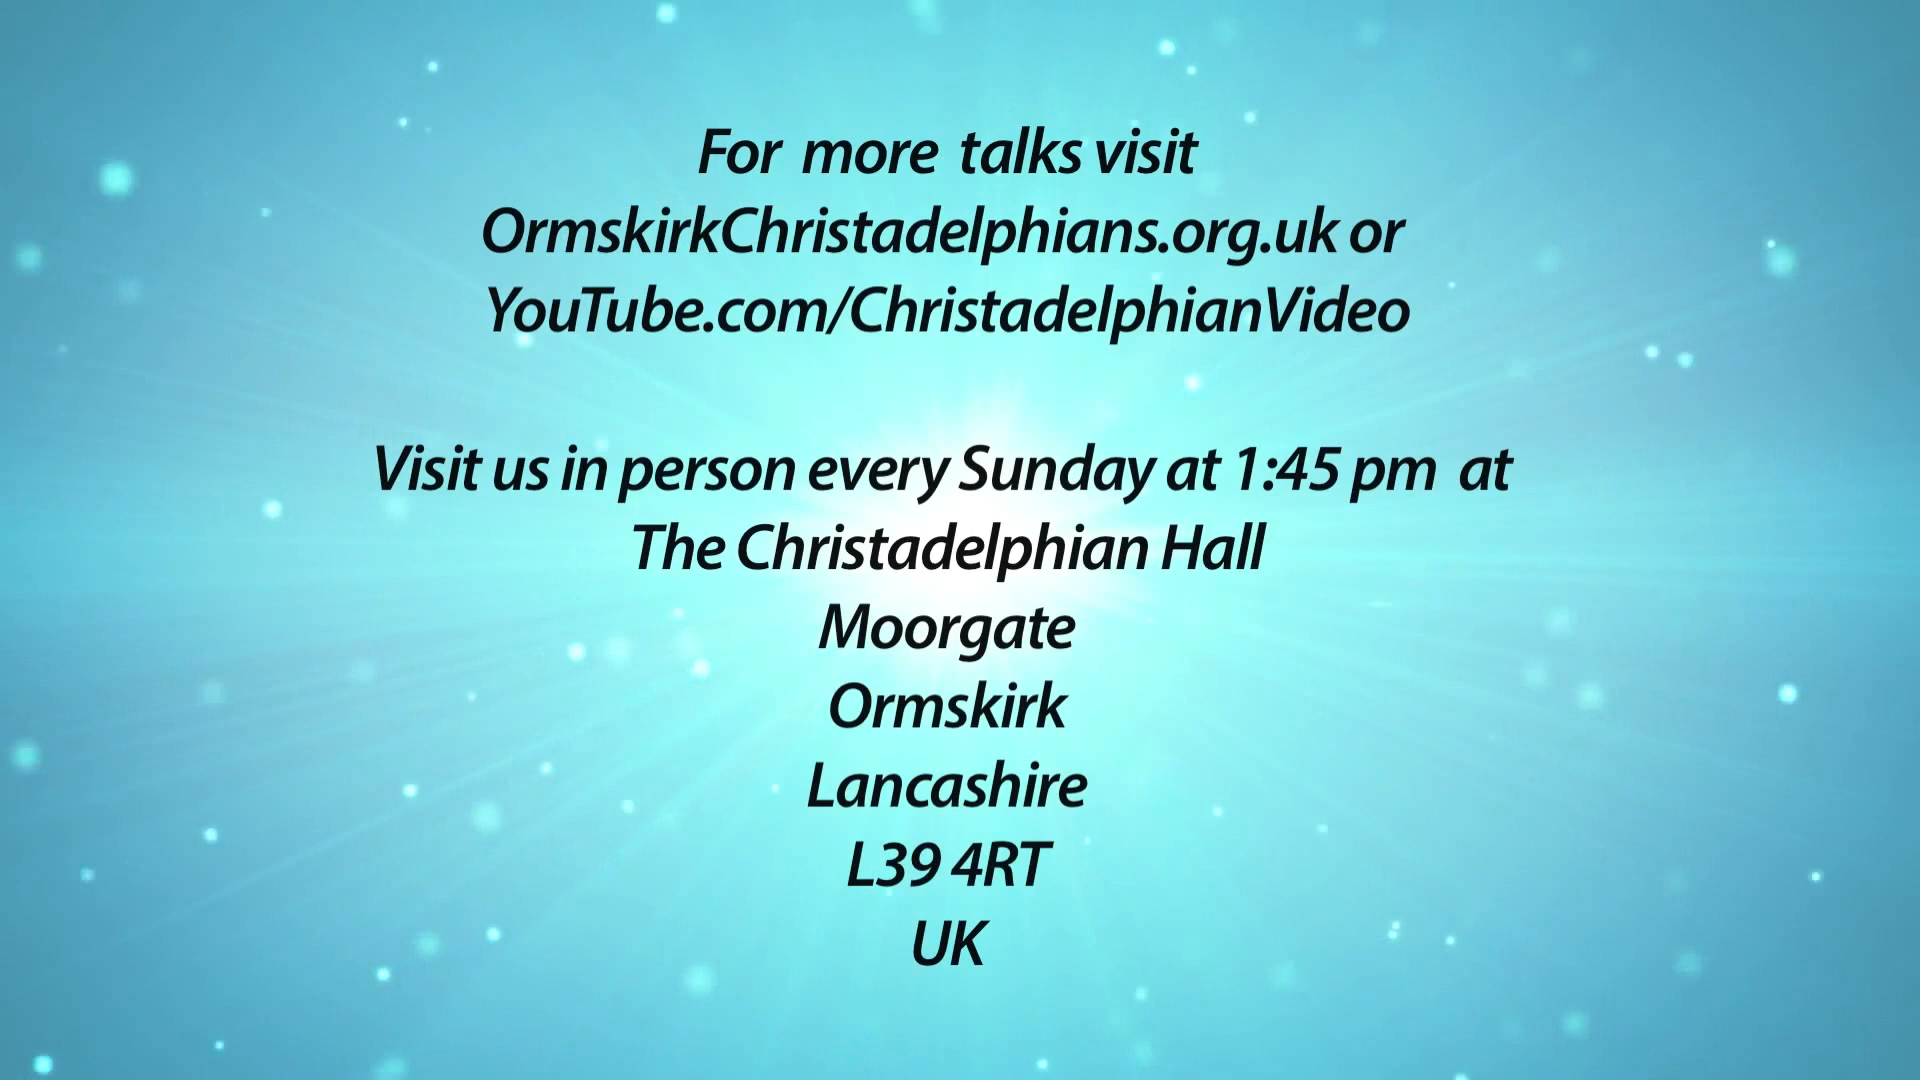 For more talks visit
OrmskirkChristadelphians.org.uk or
YouTube.com/ChristadelphianVideo
Visit us in person every Sunday at 1:45 pm at
The Christadelphian Hall
Moorgate
Ormskirk
Lancashire
L39 4RT
UK